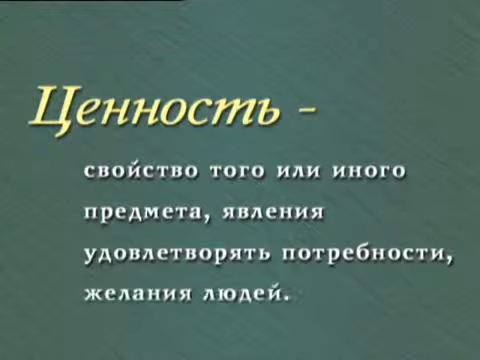 Ценность -
свойство того или иного
предмета, явления
удовлетворять потребности,
желания людей.